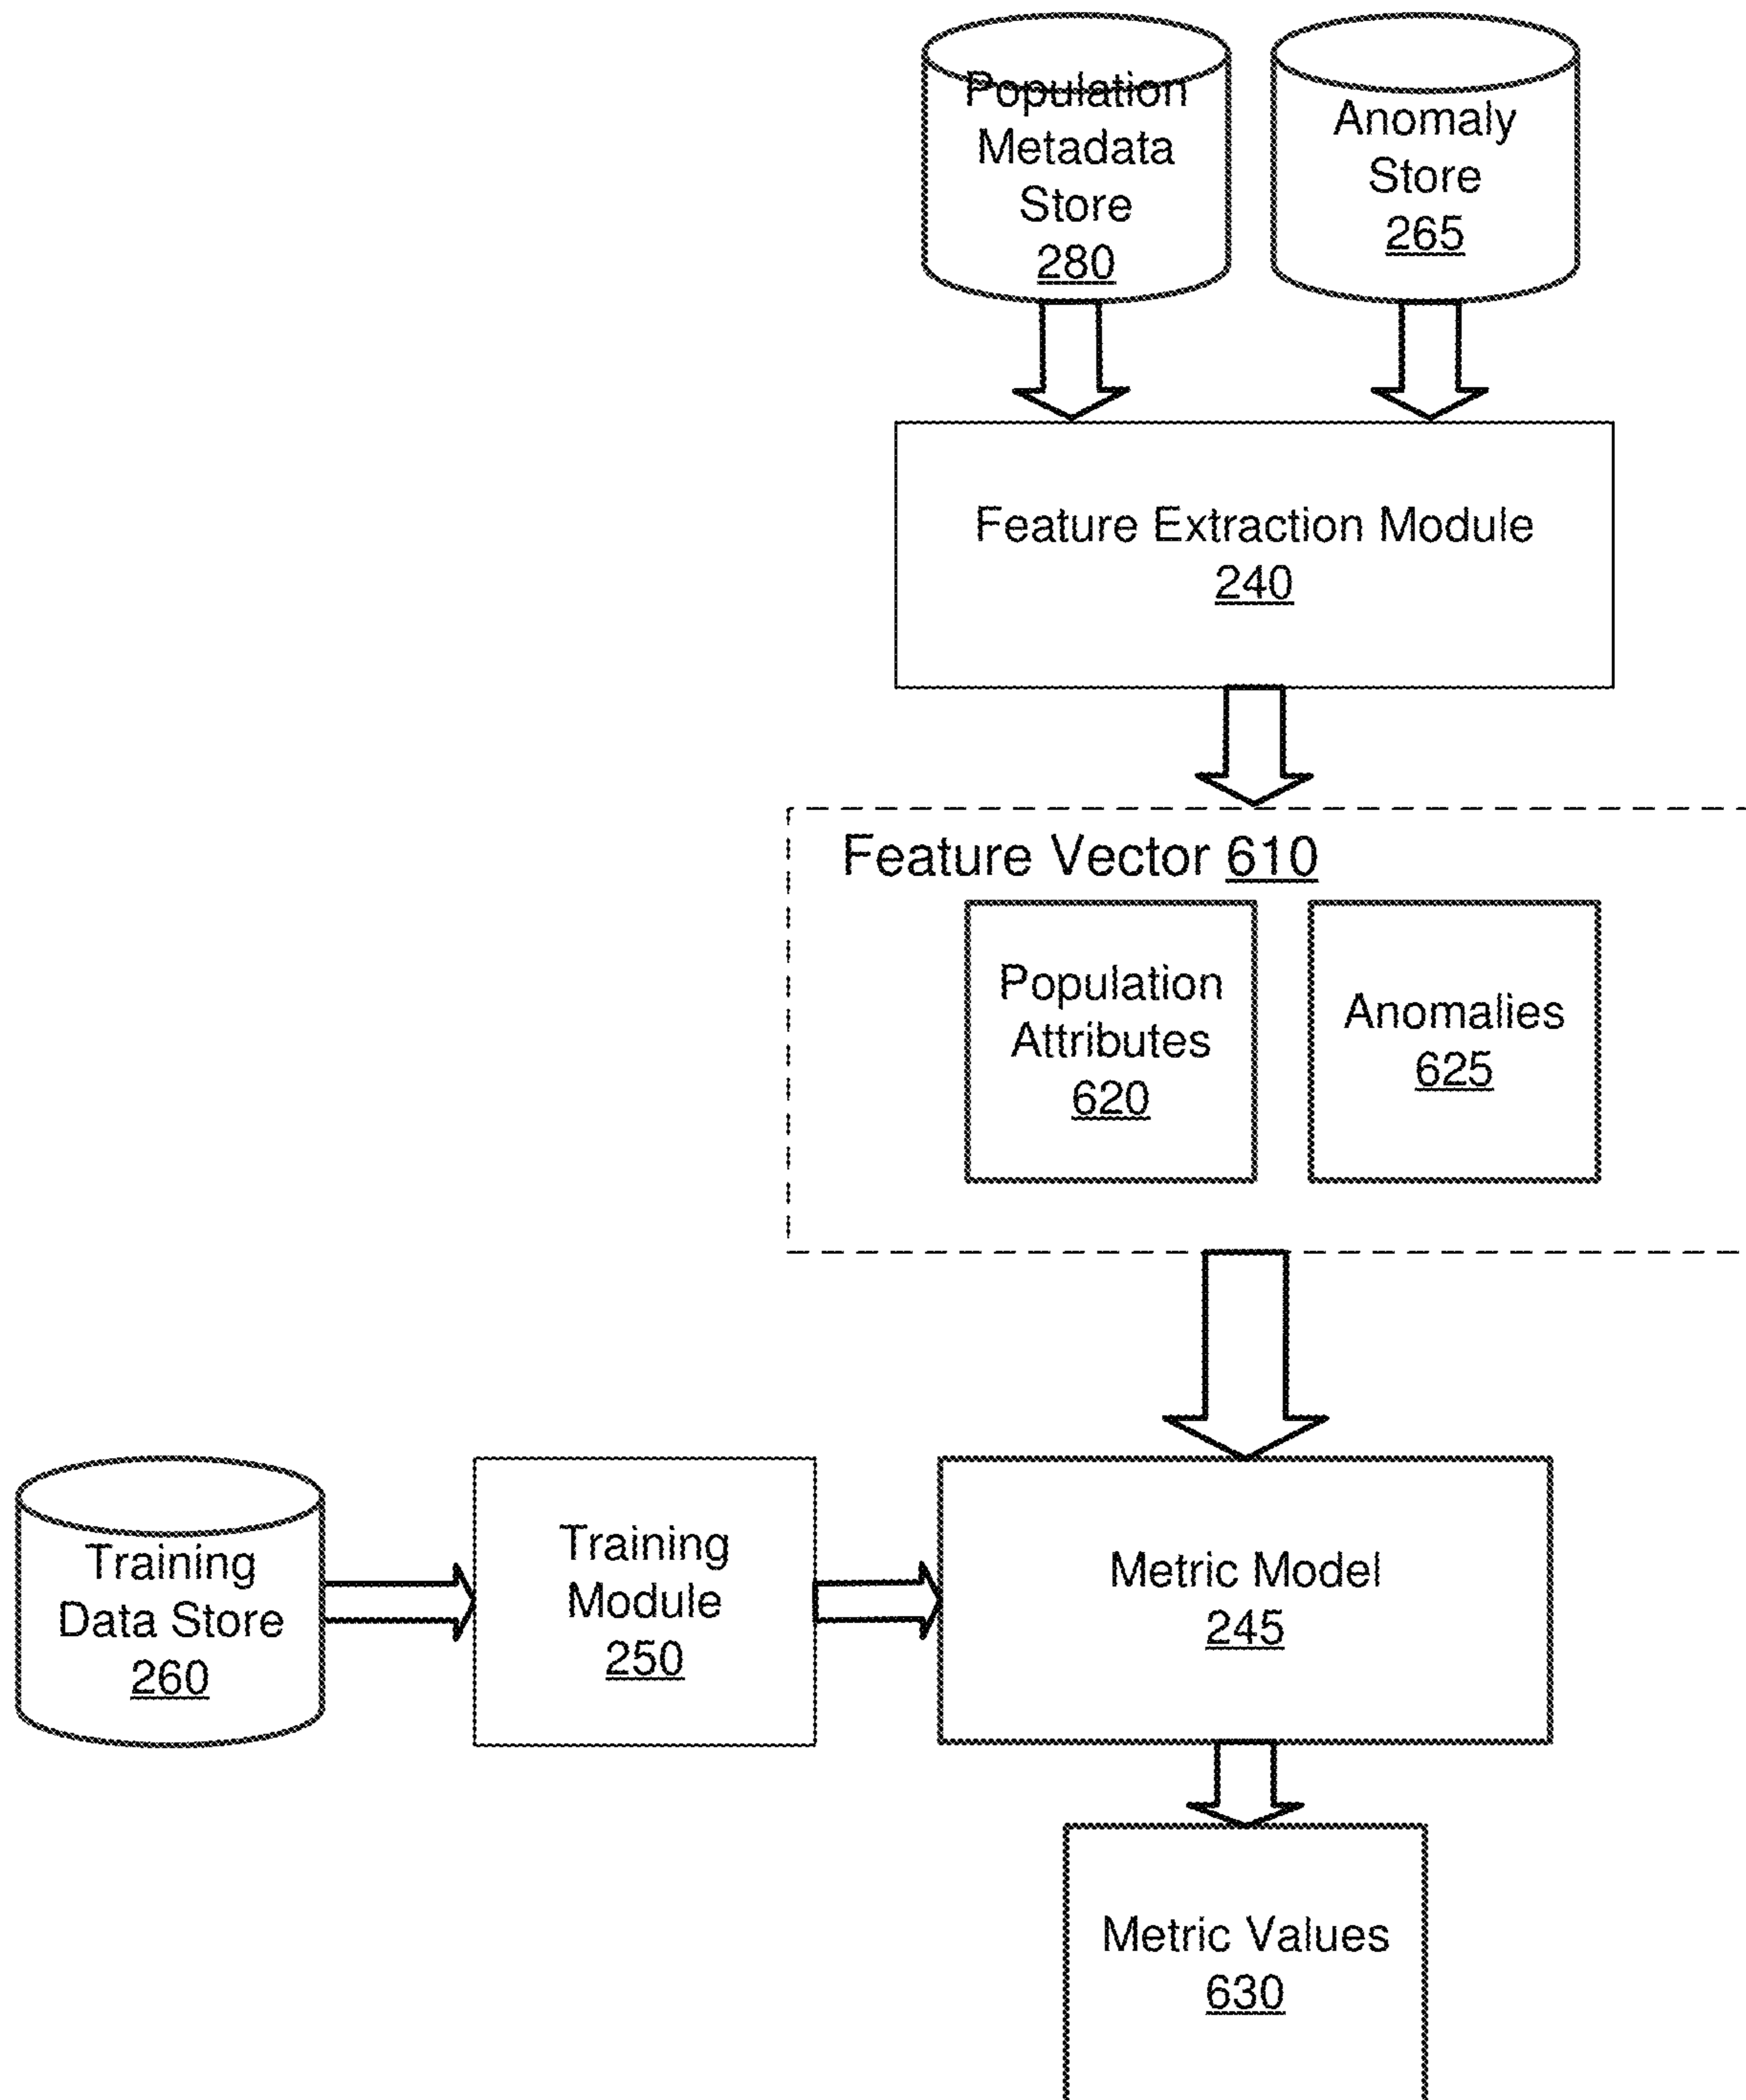 Population
Metadata
Store
280
Anomaly
Store
265
Feature Extraction Module
240
Feature Vector 610
Population
Attributes
620
Anomalies
625
Training
Data Store
260
Training
Module
250
Metric Model
245
Metric Values
630